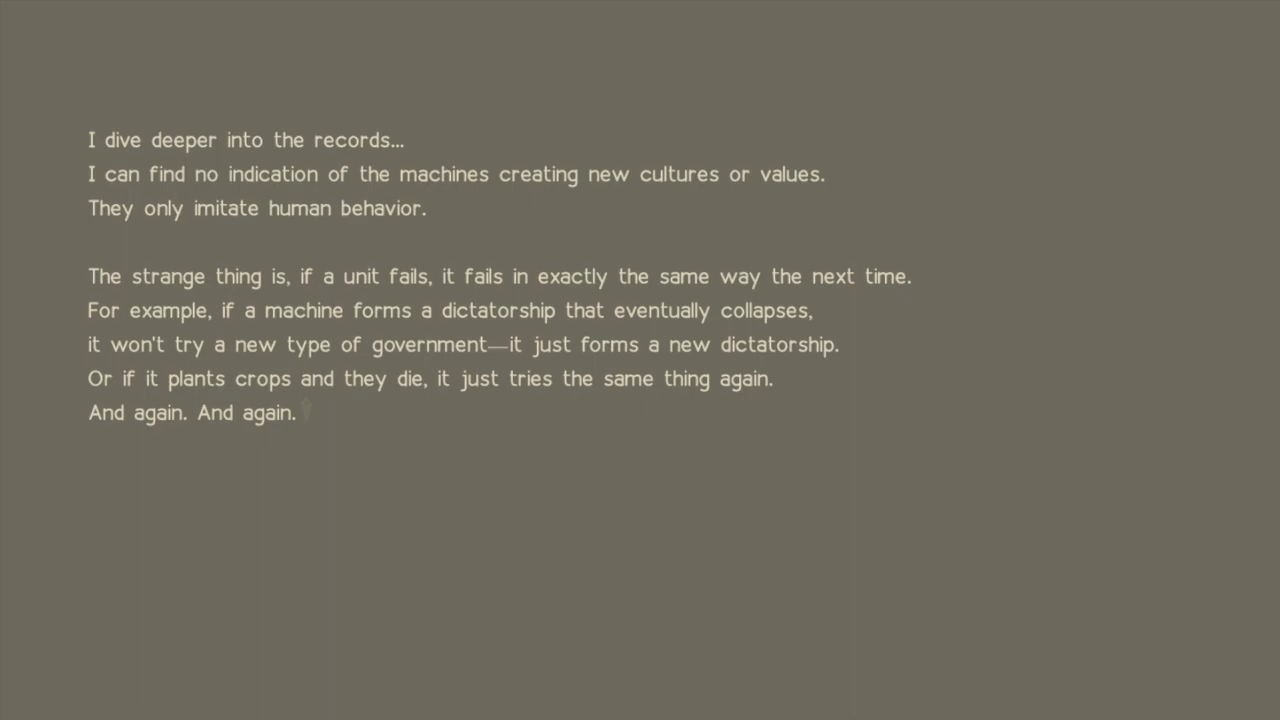 I dive deeper into the records...
I can find no indication of the machines creating new cultures or values.
They only imitate human behavior.
The strange thing is, if a unit fails, it fails in exactly the same way the next time.
For example, if a machine forms a dictatorship that eventually collapses,
it won't try a new type of government—it just forms a new dictatorship.
Or if it plants crops and they die, it just tries the same thing again.
And again. And again.